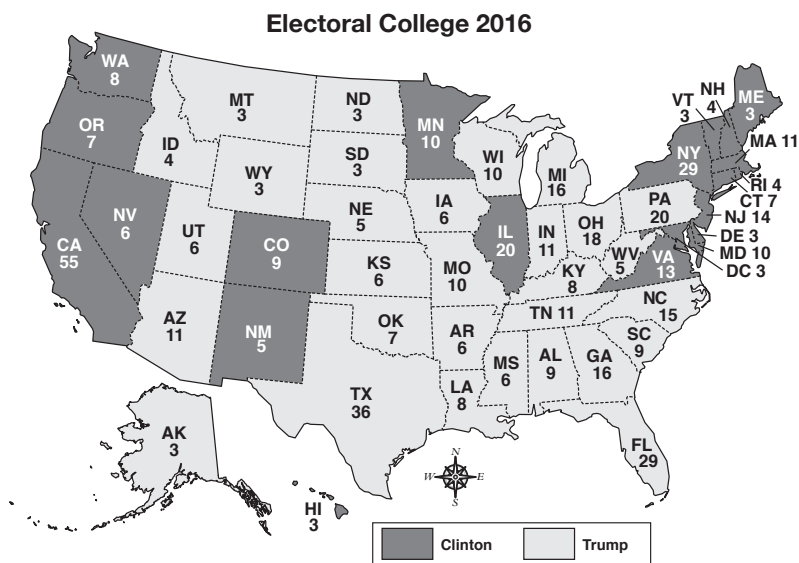 Electoral College 2016
WA
8
OR
7
CA
55
NV
6
ID
4
MT
3
WY
3
UT
6
AZ
11
CO
9
NM
5
ND
3
SD
3
NE
5
KS
6
OK
7
TX
36
MN
10
IA
6
MO
10
AR
6
LA
8
WI
10
IL
20
MI
16
IN
11
OH
18
KY
8
TN 11
MS
6
AL
9
GA
16
FL
29
SC
9
NC
15
VA
13
WV
5
PA
20
NY
29
VT
3
NH
4
ME
3
MA 11
RI 4
CT 7
NJ 14
DE 3
MD 10
DC 3
AK
3
HI
3
N
W
E
S
Clinton
Trump